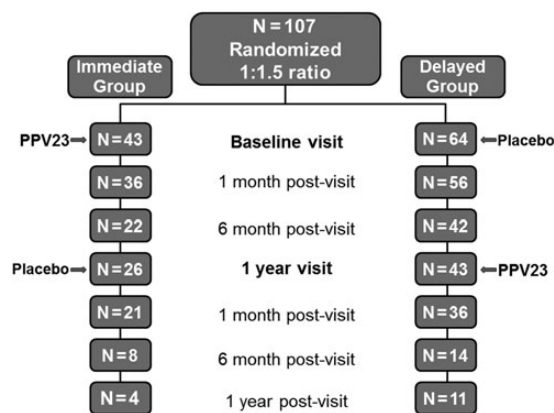 N=107
Randomized
1:1.5 ratio
Immediate
Group
Delayed
Group
PPV23 N=43 Baseline visit N=64 Placebo
N=36 1 month post-visit N=56
N=22 6 month post-visit N=42
Placebo N=26 1 year visit N=43 PPV23
N=21 1 month post-visit N=36
N=8 6 month post-visit N=14
N=4 1 year post-visit N=11